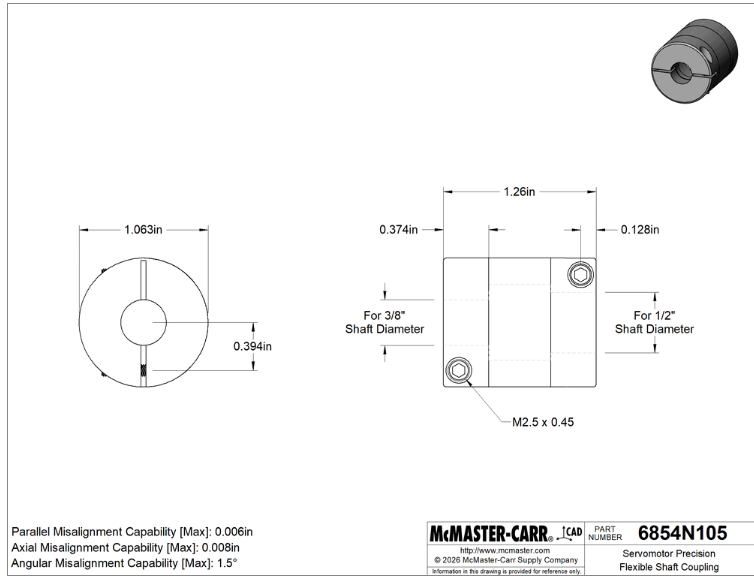 1.26in
1.063in
0.374in
0.128in
For 3/8"
Shaft Diameter
For 1/2"
Shaft Diameter
0.394in
M2.5 x 0.45
Parallel Misalignment Capability [Max]: 0.006in
Axial Misalignment Capability [Max]: 0.008in
Angular Misalignment Capability [Max]: 1.5°
McMASTER-CARR® CAD
http://www.mcmaster.com
© 2026 McMaster-Carr Supply Company
Information in this drawing is provided for reference only.
PART
NUMBER
6854N105
Servomotor Precision
Flexible Shaft Coupling